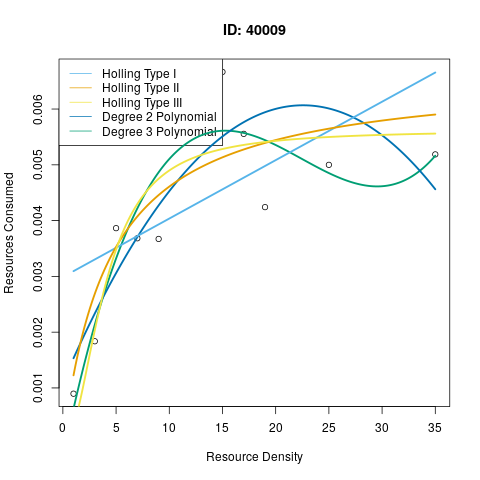 ID: 40009
Holling Type I
Holling Type II
Holling Type III
Degree 2 Polynomial
Degree 3 Polynomial
Resources Consumed
0.006
0.005
0.004
0.003
0.002
0.001
0 5 10 15 20 25 30 35
Resource Density